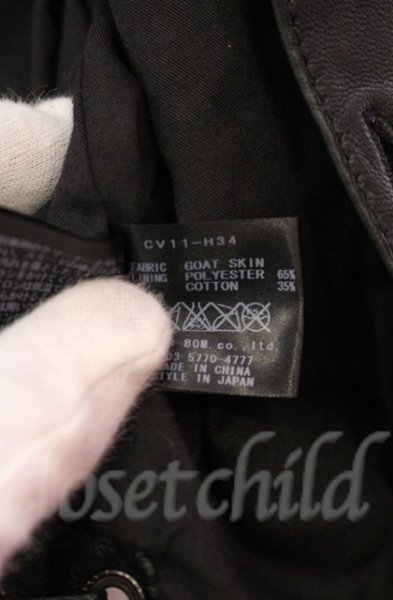 CV11-H34
FABRIC GOAT SKIN
LINING POLYESTER 65%
COTTON 35%
BOM.co.,ltd.
03-5770-4777
MADE IN CHINA
STYLE IN JAPAN
closet child